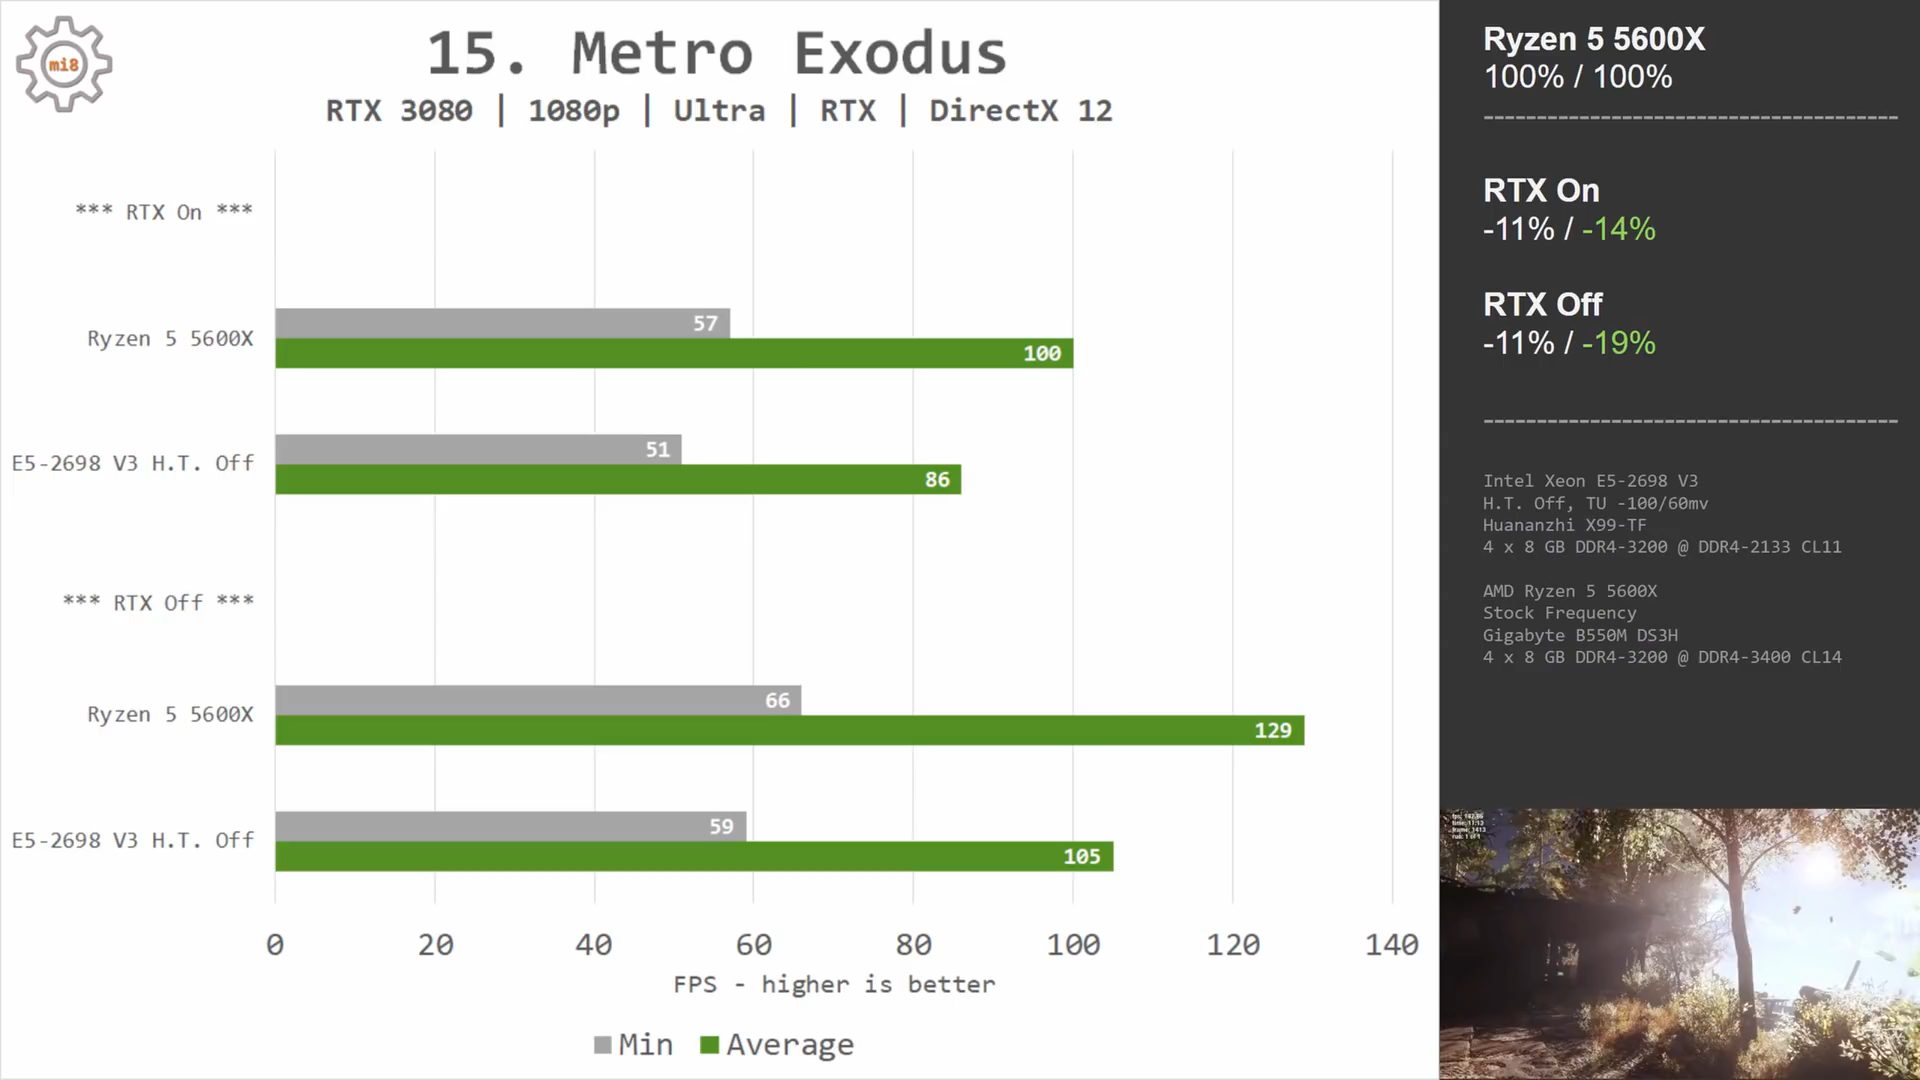 mi8
15. Metro Exodus
RTX 3080 | 1080p | Ultra | RTX | DirectX 12
*** RTX On ***
Ryzen 5 5600X
57
100
E5-2698 V3 H.T. Off
51
86
*** RTX Off ***
Ryzen 5 5600X
66
129
E5-2698 V3 H.T. Off
59
105
0 20 40 60 80 100 120 140
FPS - higher is better
Min Average
Ryzen 5 5600X
100% / 100%
------------------------------------
RTX On
-11% / -14%
RTX Off
-11% / -19%
------------------------------------
Intel Xeon E5-2698 V3
H.T. Off, TU -100/60mv
Huananzhi X99-TF
4 x 8 GB DDR4-3200 @ DDR4-2133 CL11
AMD Ryzen 5 5600X
Stock Frequency
Gigabyte B550M DS3H
4 x 8 GB DDR4-3200 @ DDR4-3400 CL14